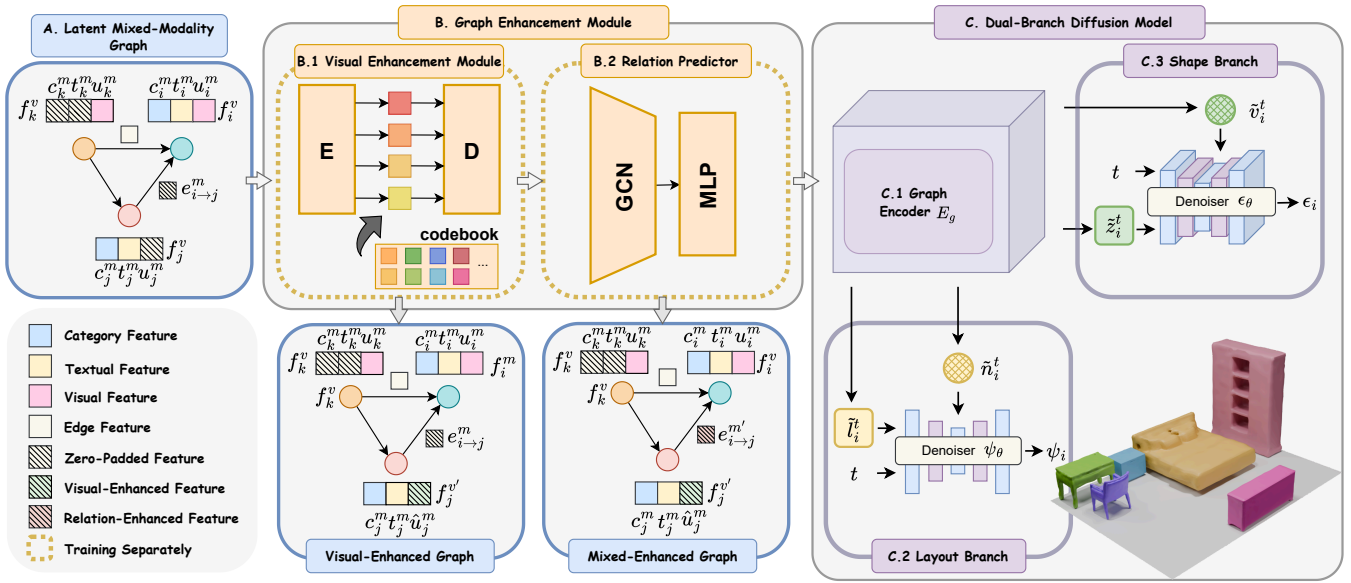 A. Latent Mixed-Modality
Graph
c_k^m t_k^m u_k^m
c_i^m t_i^m u_i^m
f_k^v
f_i^v
e_{i→j}^m
f_j^v
c_j^m t_j^m u_j^m
Category Feature
Textual Feature
Visual Feature
Edge Feature
Zero-Padded Feature
Visual-Enhanced Feature
Relation-Enhanced Feature
Training Separately
B. Graph Enhancement Module
B.1 Visual Enhancement Module
E
D
codebook
...
B.2 Relation Predictor
GCN
MLP
c_k^m t_k^m u_k^m
c_i^m t_i^m u_i^m
f_k^v
f_i^m
f_k^v
e_{i→j}^m
f_j^{v'}
c_j^m t_j^m û_j^m
Visual-Enhanced Graph
c_k^m t_k^m u_k^m
c_i^m t_i^m u_i^m
f_k^v
f_i^v
f_k^v
e_{i→j}^{m'}
f_j^{v'}
c_j^m t_j^m û_j^m
Mixed-Enhanced Graph
C. Dual-Branch Diffusion Model
C.1 Graph
Encoder E_g
C.3 Shape Branch
ṽ_i^t
t
Denoiser ϵ_θ
ϵ_i
z̃_i^t
ñ_i^t
l̃_i^t
Denoiser ψ_θ
ψ_i
t
C.2 Layout Branch